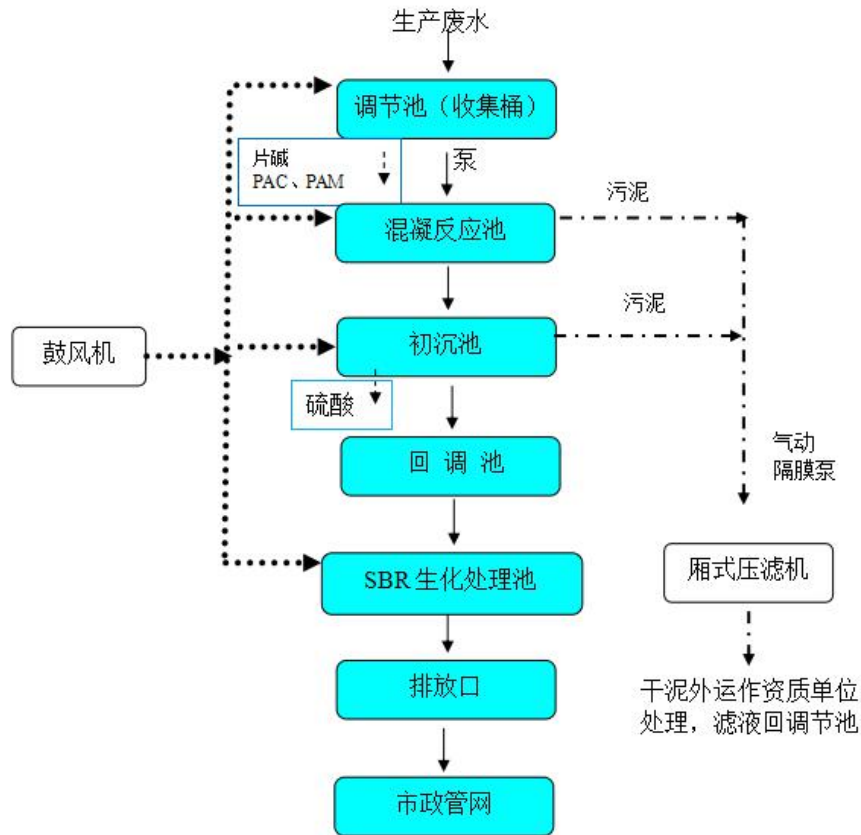 生产废水
调节池（收集桶）
片碱
PAC、PAM
泵
污泥
混凝反应池
污泥
鼓风机
初沉池
硫酸
回 调 池
气动
隔膜泵
SBR 生化处理池
厢式压滤机
排放口
干泥外运作资质单位
处理，滤液回调节池
市政管网